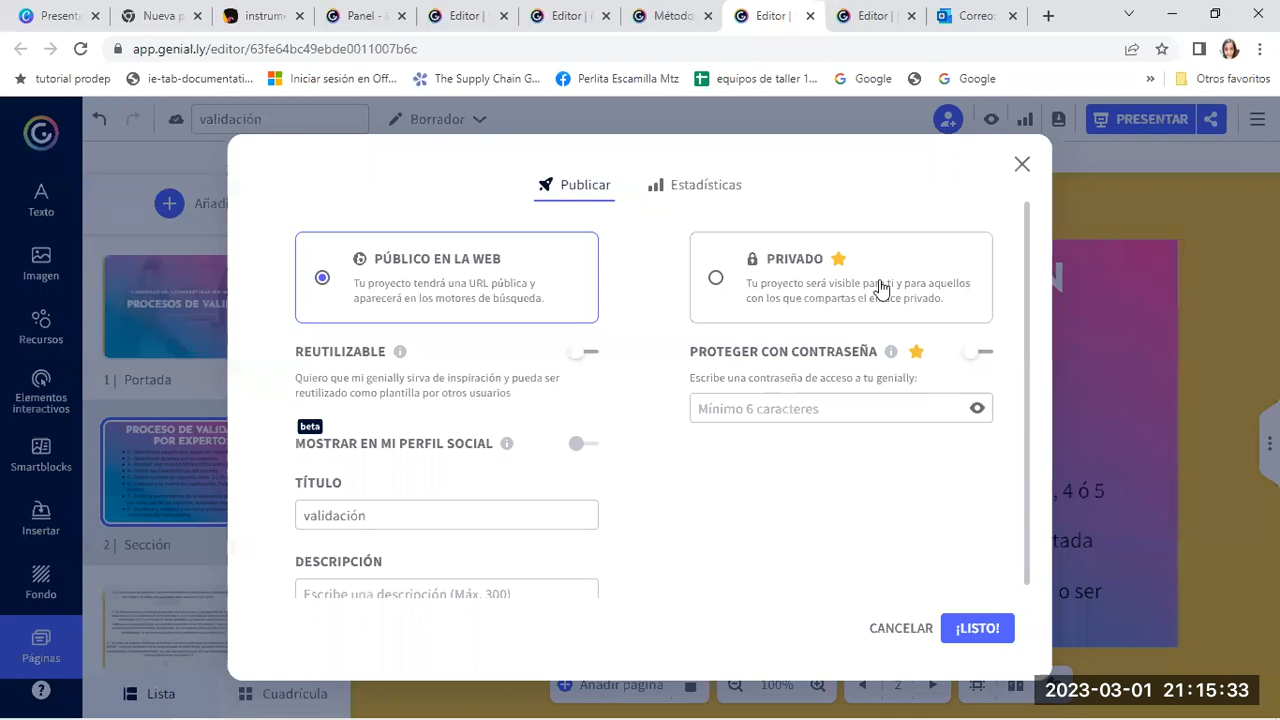 Nueva p
instrum
Panel -
Editor |
Editor |
Método
Editor |
Editor |
Correo
app.genial.ly/editor/63fe64bc49ebde0011007b6c
tutorial prodep
ie-tab-documentati...
Iniciar sesión en Off...
The Supply Chain G...
Perlita Escamilla Mtz
equipos de taller 1...
Google
Google
»
Otros favoritos
validación
Borrador
PRESENTAR
Texto
Imagen
Recursos
Elementos
interactivos
Smartblocks
Insertar
Fondo
Páginas
Añadi
PROCESOS DE VALIDA
1 | Portada
PROCESO DE VALIDA
POR EXPERTO
2 | Sección
Lista
Cuadrícula
Publicar
Estadísticas
PÚBLICO EN LA WEB
Tu proyecto tendrá una URL pública y
aparecerá en los motores de búsqueda.
PRIVADO
Tu proyecto será visible para ti y para aquellos
con los que compartas el enlace privado.
REUTILIZABLE
Quiero que mi genially sirva de inspiración y pueda ser
reutilizado como plantilla por otros usuarios
PROTEGER CON CONTRASEÑA
Escribe una contraseña de acceso a tu genially:
Mínimo 6 caracteres
beta
MOSTRAR EN MI PERFIL SOCIAL
TÍTULO
validación
DESCRIPCIÓN
Escribe una descripción (Máx. 300)
CANCELAR
¡LISTO!
N
, 4 ó 5
tada
o ser
Añadir página
100%
2
2023-03-01 21:15:33